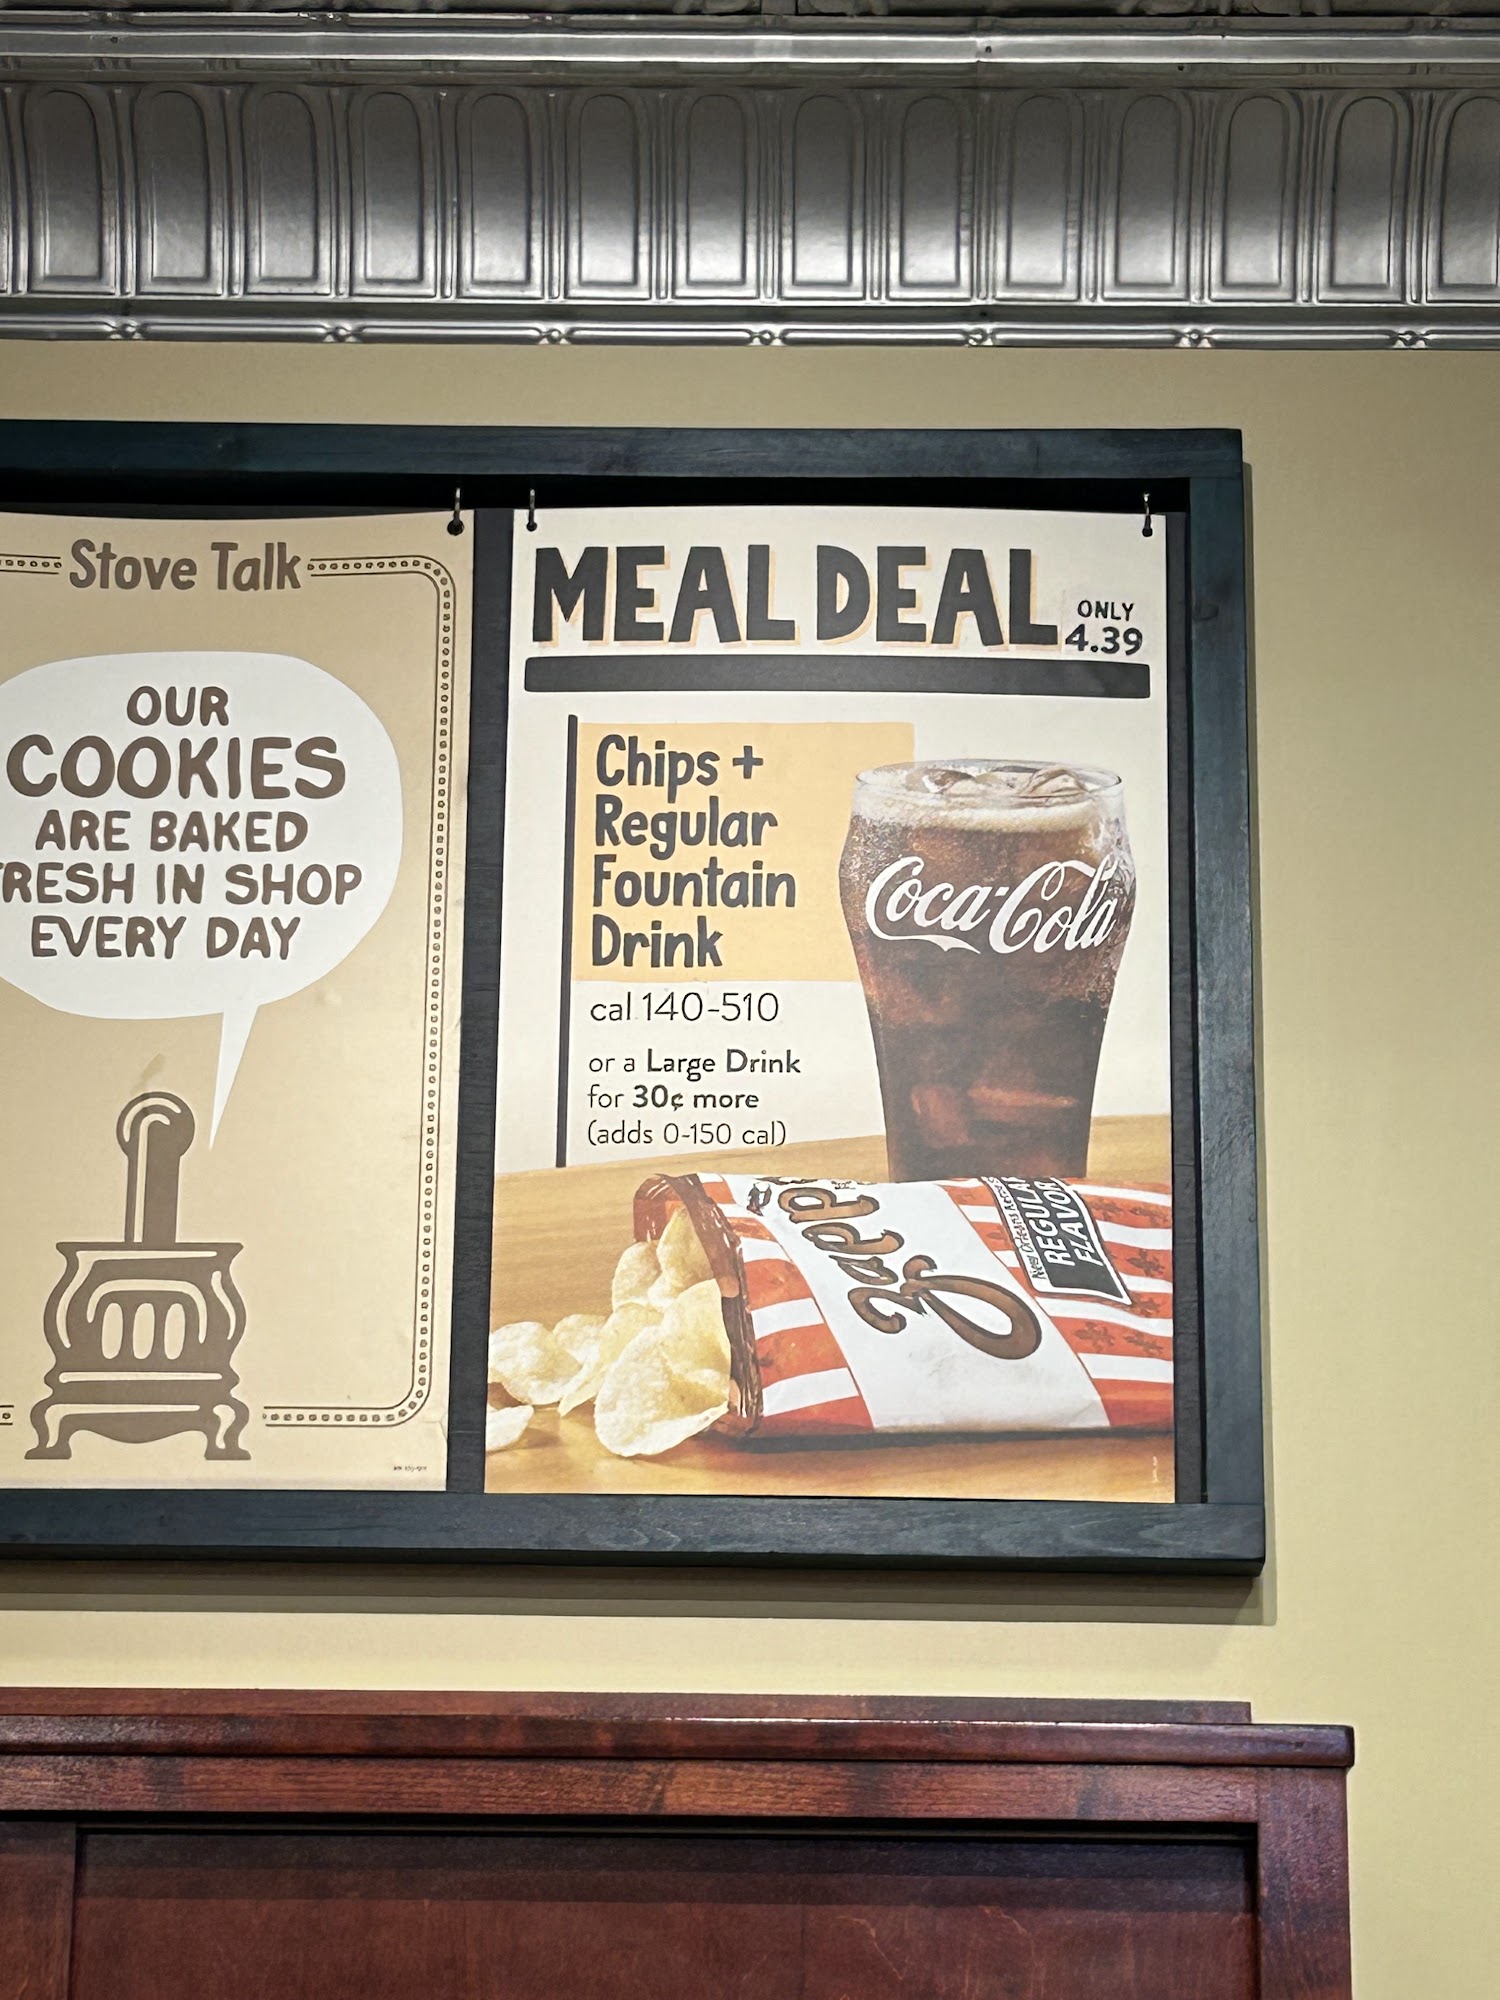 Stove Talk
OUR
COOKIES
ARE BAKED
FRESH IN SHOP
EVERY DAY
MEAL DEAL
ONLY
4.39
Chips +
Regular
Fountain
Drink
cal 140-510
or a Large Drink
for 30¢ more
(adds 0-150 cal)
Coca-Cola
Zapp
REGULAR
FLAVOR